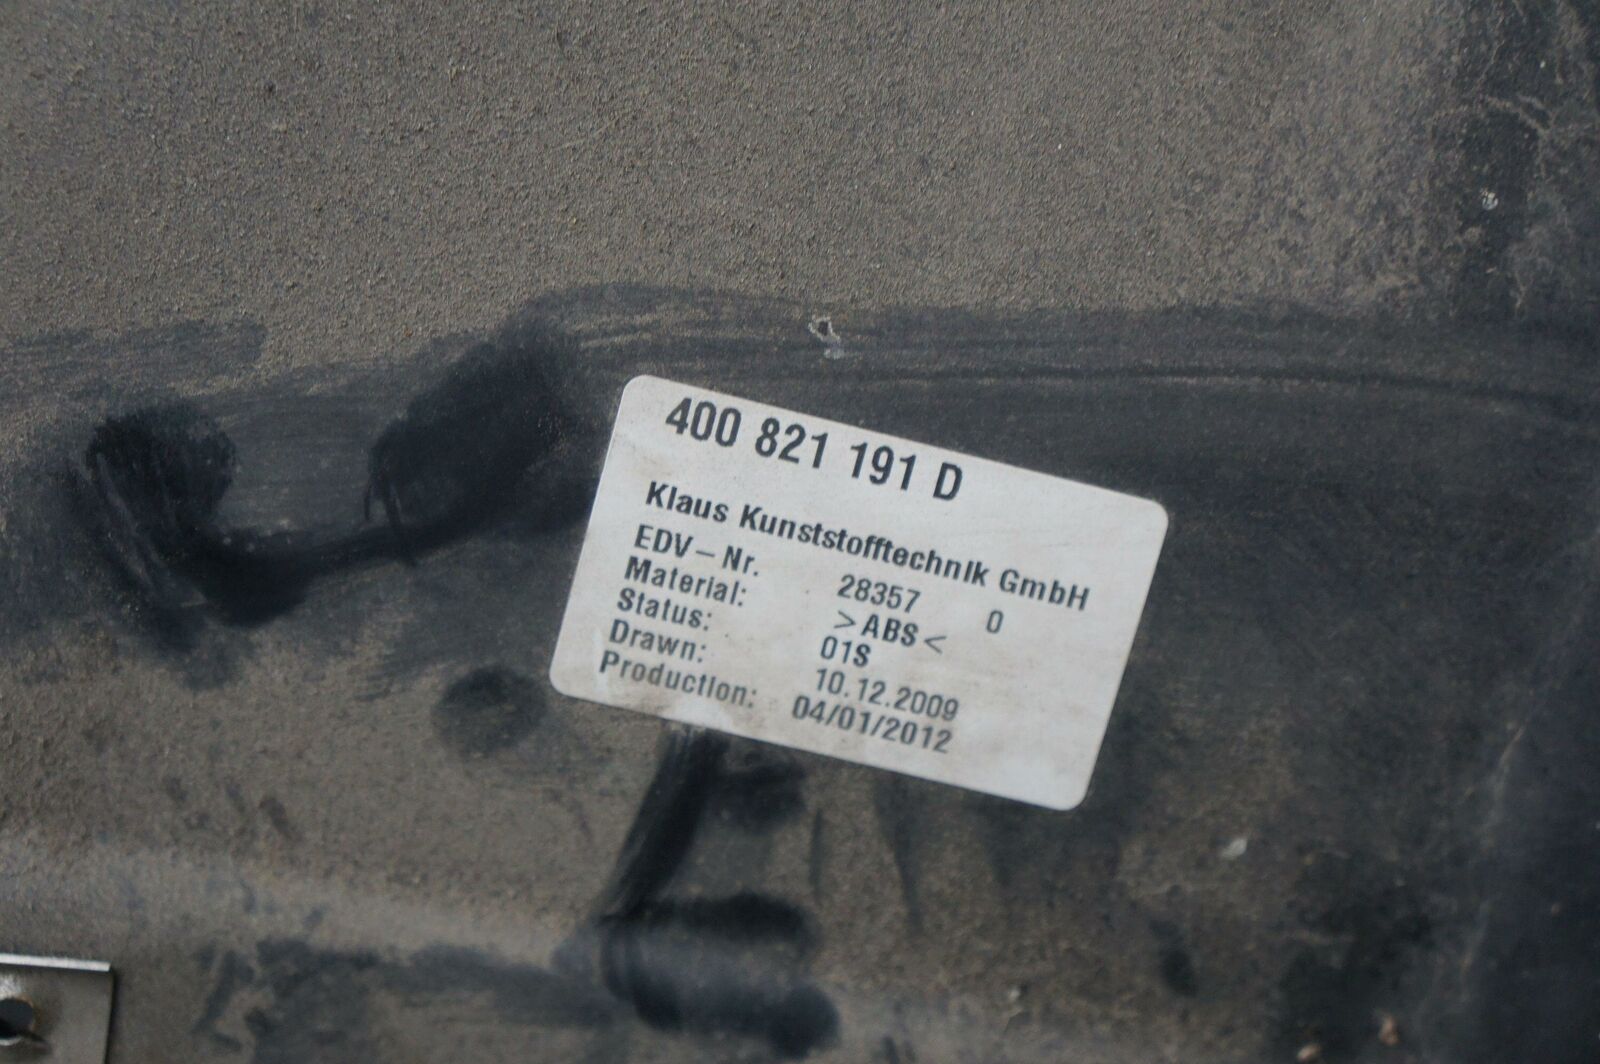 400 821 191 D
Klaus Kunststofftechnik GmbH
EDV–Nr. 28357 0
Material: >ABS<
Status: 01S
Drawn: 10.12.2009
Production: 04/01/2012